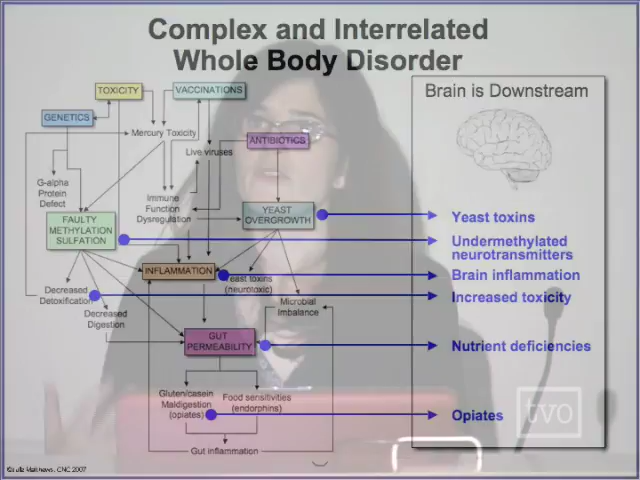 Complex and Interrelated
Whole Body Disorder
TOXICITY
VACCINATIONS
GENETICS
Mercury Toxicity
ANTIBIOTICS
Live viruses
G-alpha
Protein
Defect
Immune
Function
Dysregulation
YEAST
OVERGROWTH
FAULTY
METHYLATION
SULFATION
INFLAMMATION
Yeast toxins
(neurotoxic)
Decreased
Detoxification
Decreased
Digestion
Microbial
Imbalance
GUT
PERMEABILITY
Gluten/casein
Maldigestion
(opiates)
Food sensitivities
(endorphins)
Gut inflammation
Brain is Downstream
Yeast toxins
Undermethylated
neurotransmitters
Brain inflammation
Increased toxicity
Nutrient deficiencies
Opiates
tvo
Matthews, CNC 2007